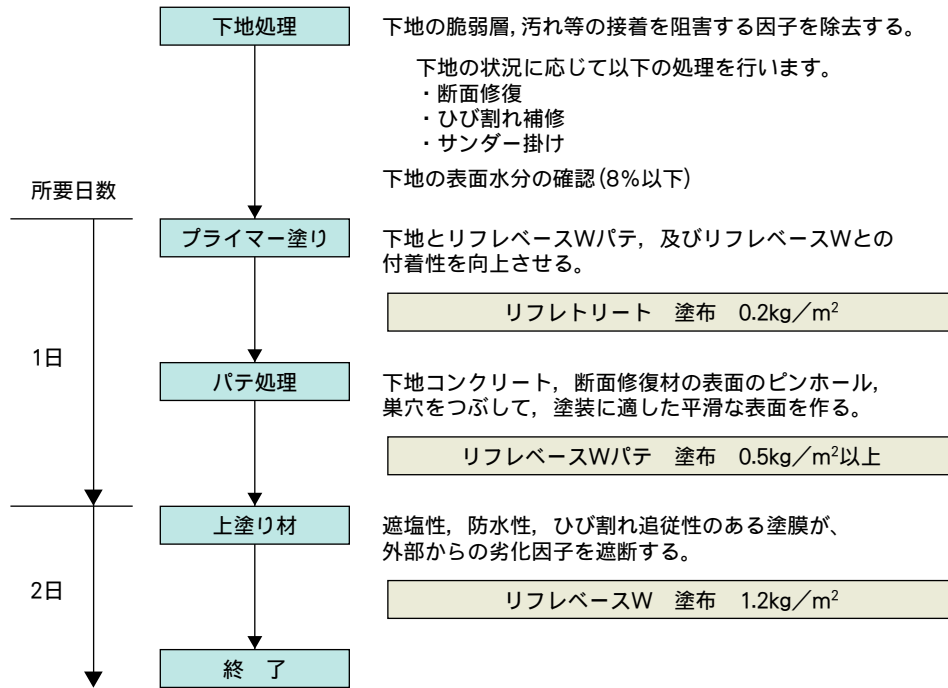 下地処理
下地の脆弱層,汚れ等の接着を阻害する因子を除去する。
下地の状況に応じて以下の処理を行います。
・断面修復
・ひび割れ補修
・サンダー掛け
下地の表面水分の確認(8%以下)
所要日数
プライマー塗り
下地とリフレベースWパテ，及びリフレベースWとの
付着性を向上させる。
リフレトリート　塗布　0.2kg／m²
1日
パテ処理
下地コンクリート，断面修復材の表面のピンホール，
巣穴をつぶして，塗装に適した平滑な表面を作る。
リフレベースWパテ　塗布　0.5kg／m²以上
上塗り材
遮塩性，防水性，ひび割れ追従性のある塗膜が、
外部からの劣化因子を遮断する。
2日
リフレベースW　塗布　1.2kg／m²
終　了